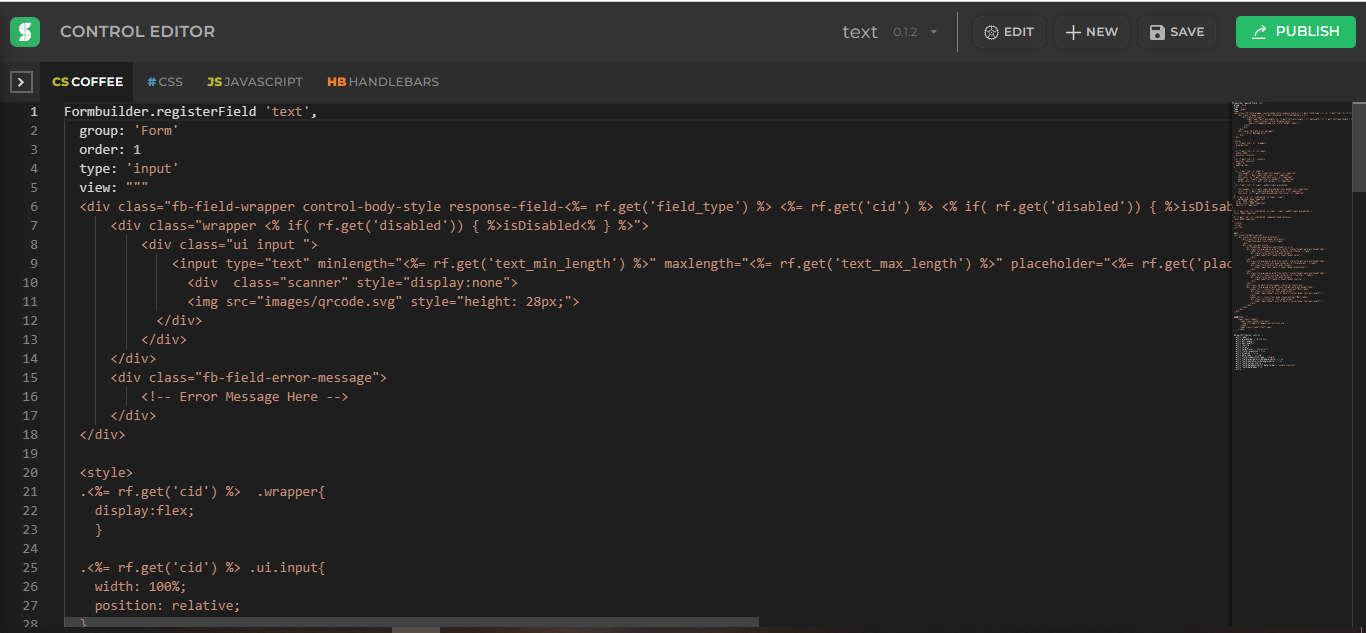 CONTROL EDITOR
text 0.1.2 EDIT NEW SAVE PUBLISH
CS COFFEE # CSS JS JAVASCRIPT HB HANDLEBARS
1 Formbuilder.registerField 'text',
2 group: 'Form'
3 order: 1
4 type: 'input'
5 view: """
6 <div class="fb-field-wrapper control-body-style response-field-<%= rf.get('field_type') %> <%= rf.get('cid') %> <% if( rf.get('disabled')) { %>isDisab
7 <div class="wrapper <% if( rf.get('disabled')) { %>isDisabled<% } %>">
8 <div class="ui input ">
9 <input type="text" minlength="<%= rf.get('text_min_length') %>" maxlength="<%= rf.get('text_max_length') %>" placeholder="<%= rf.get('plac
10 <div  class="scanner" style="display:none">
11 <img src="images/qrcode.svg" style="height: 28px;">
12 </div>
13 </div>
14 </div>
15 <div class="fb-field-error-message">
16 <!-- Error Message Here -->
17 </div>
18 </div>
19
20 <style>
21 .<%= rf.get('cid') %>  .wrapper{
22 display:flex;
23 }
24
25 .<%= rf.get('cid') %> .ui.input{
26 width: 100%;
27 position: relative;
28 }